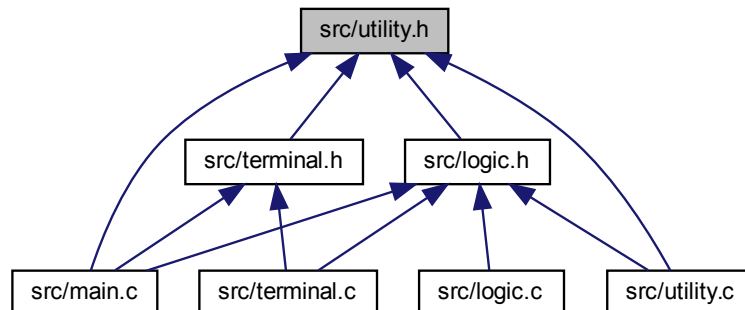 src/utility.h
src/terminal.h
src/logic.h
src/main.c
src/terminal.c
src/logic.c
src/utility.c